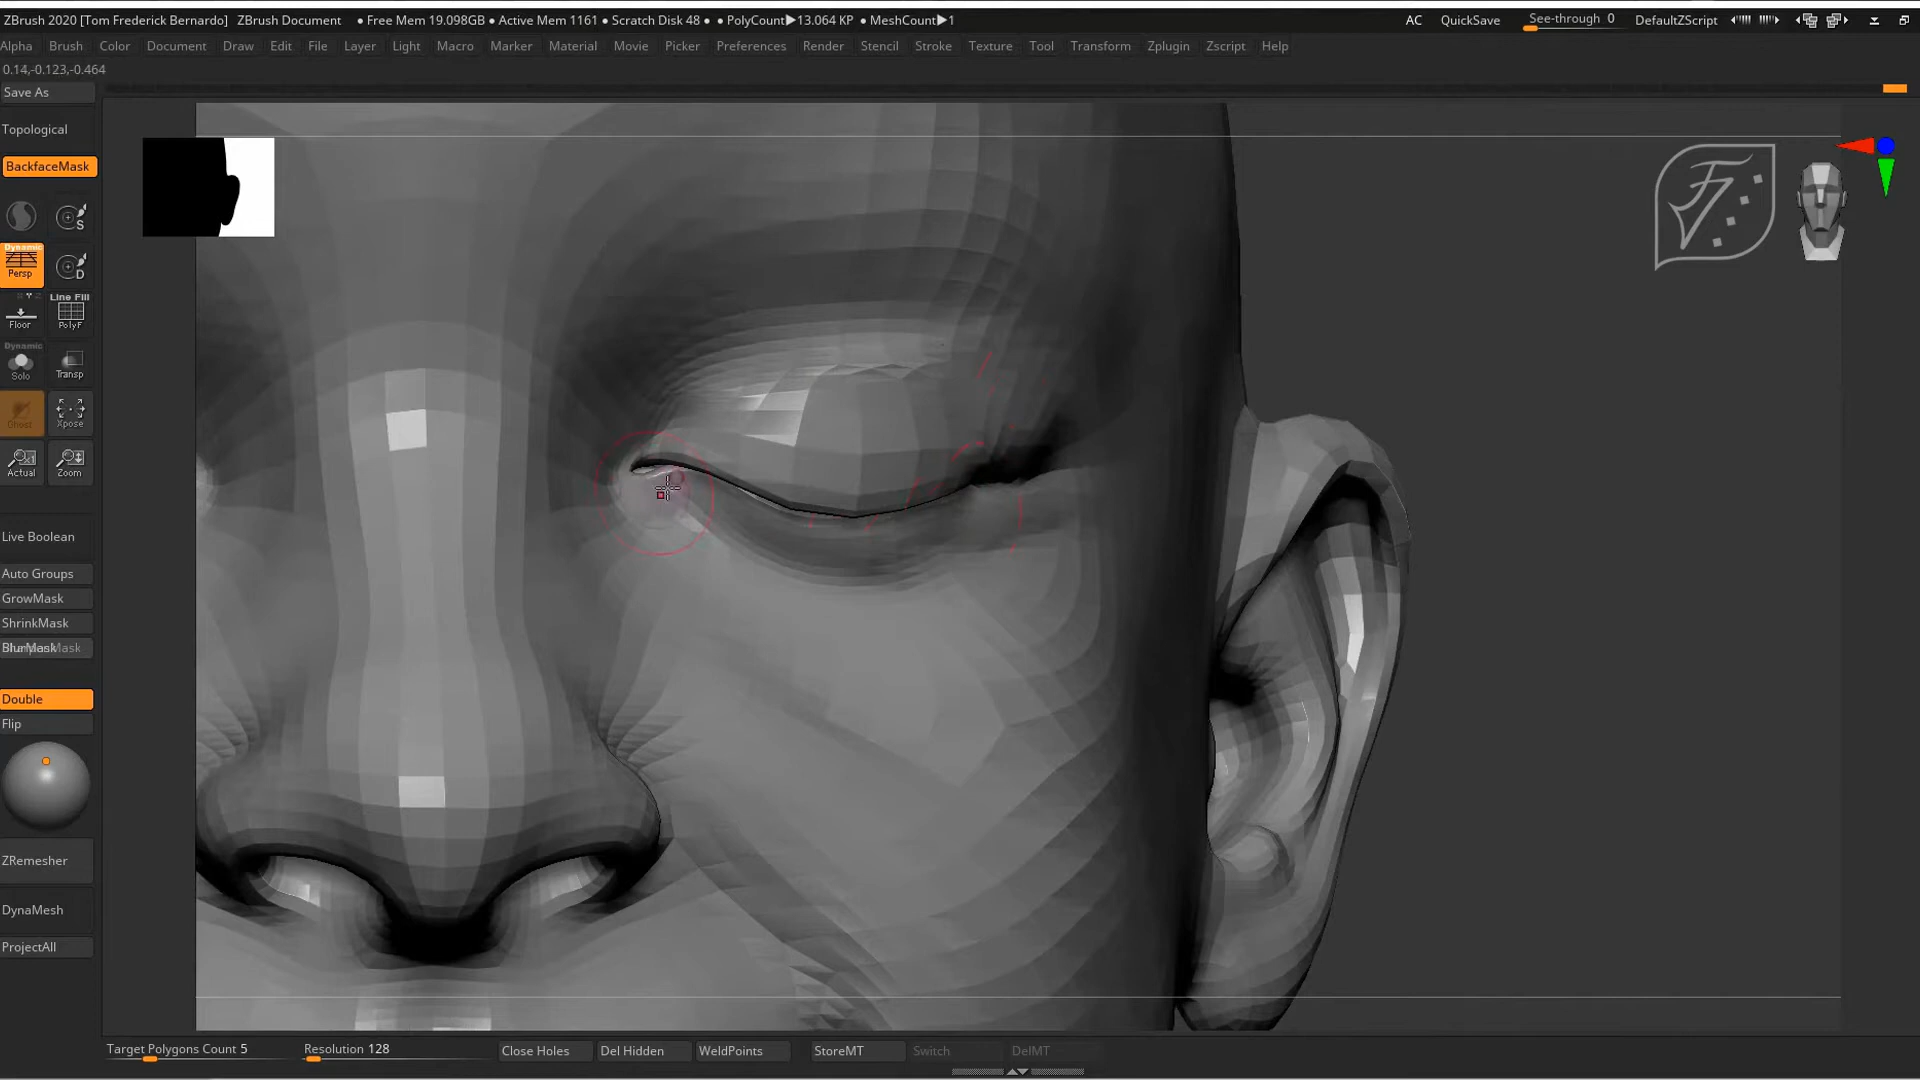 ZBrush 2020 [Tom Frederick Bernardo] ZBrush Document ● Free Mem 19.098GB ● Active Mem 1161 ● Scratch Disk 48 ● ● PolyCount▶13.064 KP ● MeshCount▶1 AC QuickSave See-through 0 DefaultZScript
Alpha Brush Color Document Draw Edit File Layer Light Macro Marker Material Movie Picker Preferences Render Stencil Stroke Texture Tool Transform Zplugin Zscript Help
0.14,-0.123,-0.464
Save As
Topological
BackfaceMask
S
Dynamic
Persp
D
Line Fill
Floor PolyF
Dynamic
Solo Transp
Ghost Xpose
Actual Zoom
Live Boolean
Auto Groups
GrowMask
ShrinkMask
BlurMask
Double
Flip
ZRemesher
DynaMesh
ProjectAll
Target Polygons Count 5 Resolution 128 Close Holes Del Hidden WeldPoints StoreMT Switch DelMT